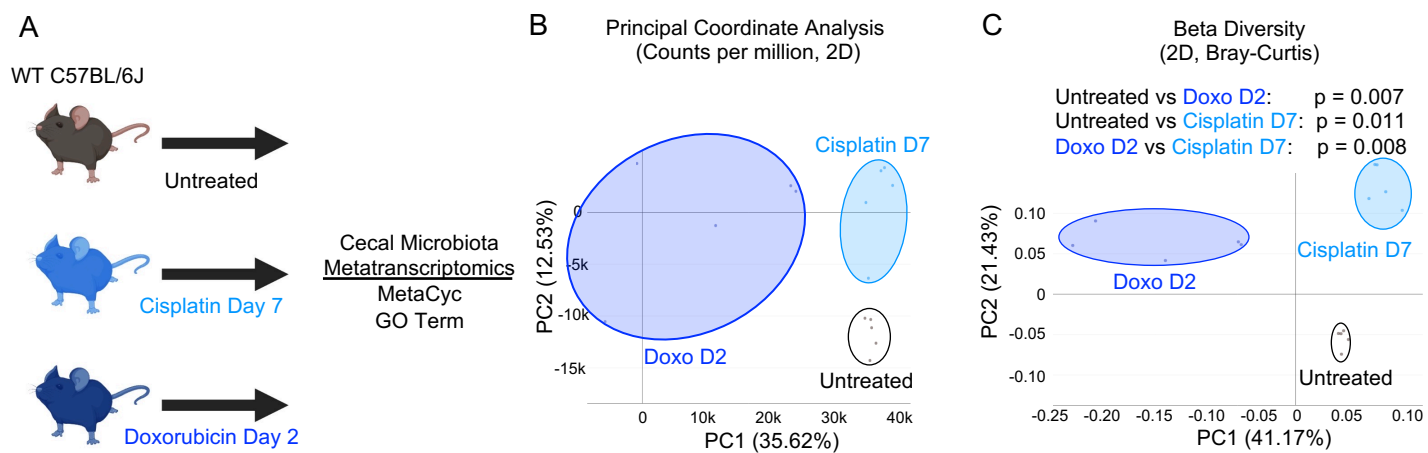 A
WT C57BL/6J
Untreated
Cisplatin Day 7
Doxorubicin Day 2
Cecal Microbiota
Metatranscriptomics
MetaCyc
GO Term
B
Principal Coordinate Analysis
(Counts per million, 2D)
PC2 (12.53%)
0
-5k
-10k
-15k
Cisplatin D7
Doxo D2
Untreated
0
10k
20k
30k
40k
PC1 (35.62%)
C
Beta Diversity
(2D, Bray-Curtis)
Untreated vs Doxo D2: p = 0.007
Untreated vs Cisplatin D7: p = 0.011
Doxo D2 vs Cisplatin D7: p = 0.008
PC2 (21.43%)
0.10
0.05
0
-0.05
-0.10
Cisplatin D7
Doxo D2
Untreated
-0.25
-0.20
-0.15
-0.10
-0.05
0
0.05
0.10
PC1 (41.17%)